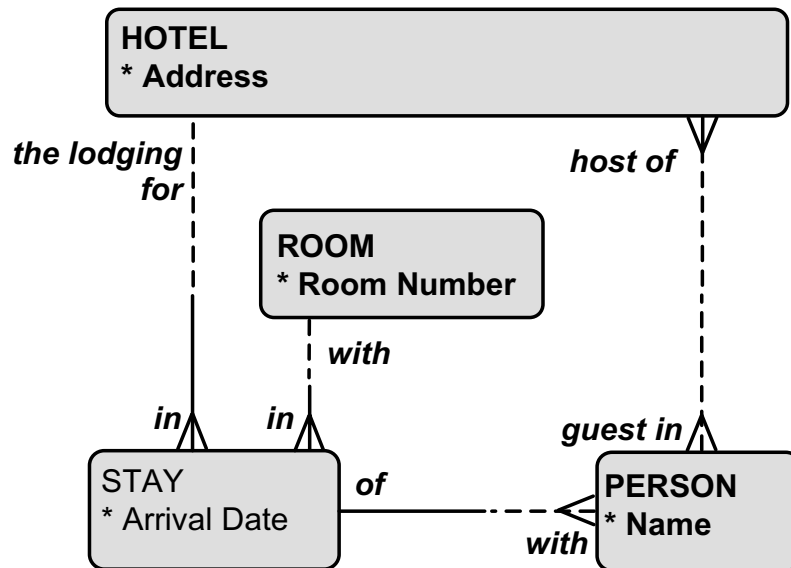 HOTEL
* Address
the lodging
for
host of
ROOM
* Room Number
with
in
in
guest in
STAY
* Arrival Date
of
with
PERSON
* Name